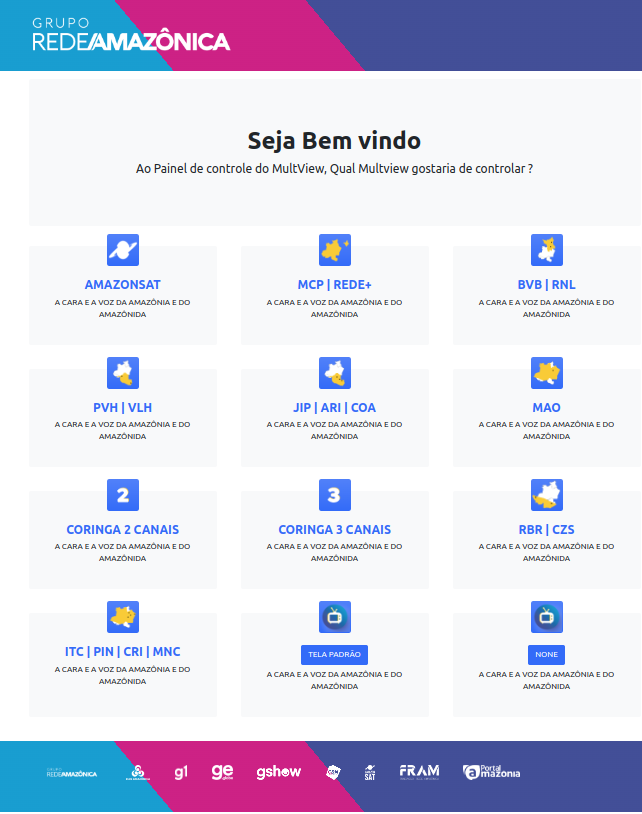 GRUPO
REDEAMAZÔNICA
Seja Bem vindo
Ao Painel de controle do MultView, Qual Multview gostaria de controlar ?
AMAZONSAT
A CARA E A VOZ DA AMAZÔNIA E DO
AMAZÔNIDA
MCP | REDE+
A CARA E A VOZ DA AMAZÔNIA E DO
AMAZÔNIDA
BVB | RNL
A CARA E A VOZ DA AMAZÔNIA E DO
AMAZÔNIDA
PVH | VLH
A CARA E A VOZ DA AMAZÔNIA E DO
AMAZÔNIDA
JIP | ARI | COA
A CARA E A VOZ DA AMAZÔNIA E DO
AMAZÔNIDA
MAO
A CARA E A VOZ DA AMAZÔNIA E DO
AMAZÔNIDA
2
CORINGA 2 CANAIS
A CARA E A VOZ DA AMAZÔNIA E DO
AMAZÔNIDA
3
CORINGA 3 CANAIS
A CARA E A VOZ DA AMAZÔNIA E DO
AMAZÔNIDA
RBR | CZS
A CARA E A VOZ DA AMAZÔNIA E DO
AMAZÔNIDA
ITC | PIN | CRI | MNC
A CARA E A VOZ DA AMAZÔNIA E DO
AMAZÔNIDA
TELA PADRÃO
A CARA E A VOZ DA AMAZÔNIA E DO
AMAZÔNIDA
NONE
A CARA E A VOZ DA AMAZÔNIA E DO
AMAZÔNIDA
GRUPO
REDEAMAZÔNICA
g1
ge
globo
gshow
CBN
SAT
FRAM
Portal
amazônia